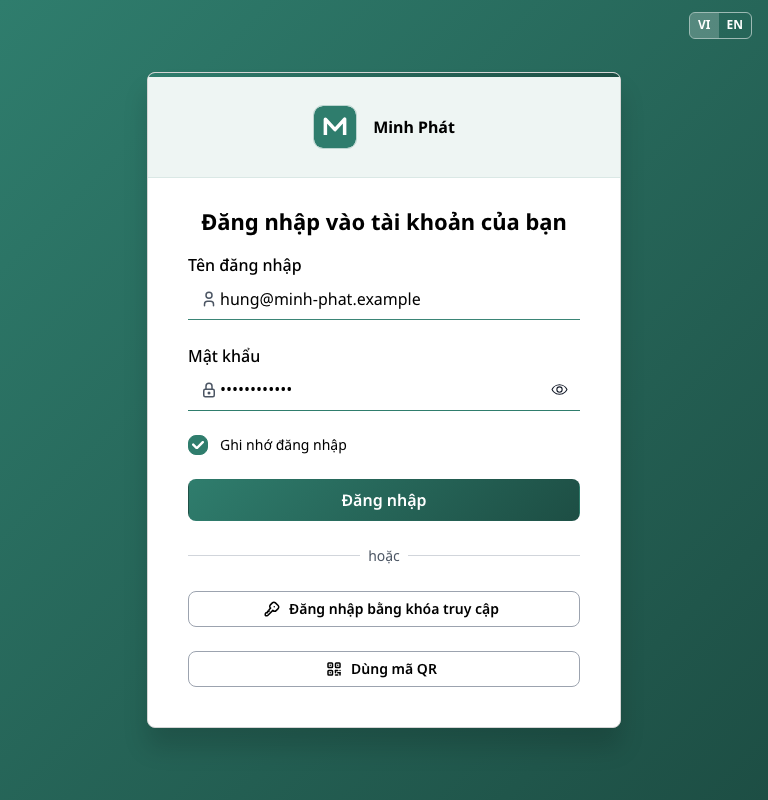 VI EN
Minh Phát
Đăng nhập vào tài khoản của bạn
Tên đăng nhập
hung@minh-phat.example
Mật khẩu
••••••••••••
Ghi nhớ đăng nhập
Đăng nhập
hoặc
Đăng nhập bằng khóa truy cập
Dùng mã QR